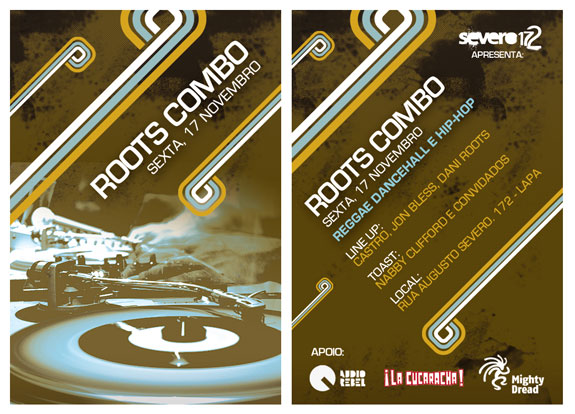 ROOTS COMBO
SEXTA, 17 NOVEMBRO
severo172
APRESENTA:
ROOTS COMBO
SEXTA, 17 NOVEMBRO
REGGAE DANCEHALL E HIP-HOP
LINE UP:
CASTRO, JON BLESS, DANI ROOTS
TOAST:
NABBY CLIFFORD E CONVIDADOS
LOCAL:
RUA AUGUSTO SEVERO, 172 - LAPA
APOIO:
AUDIO
REBEL
¡LA CUCARACHA!
Mighty
Dread